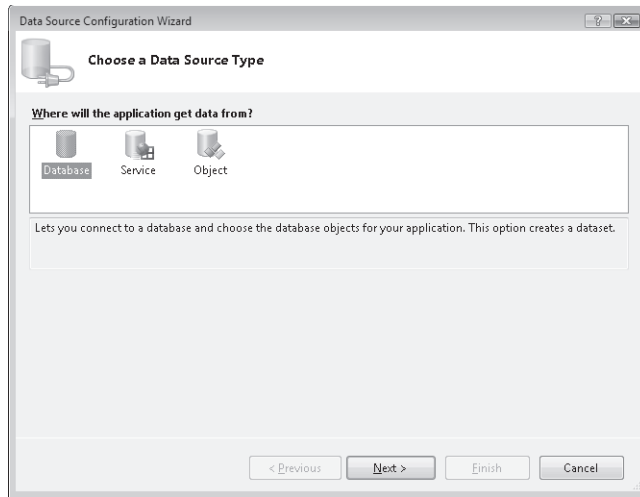 Data Source Configuration Wizard
Choose a Data Source Type
Where will the application get data from?
Database Service Object
Lets you connect to a database and choose the database objects for your application. This option creates a dataset.
< Previous Next > Finish Cancel